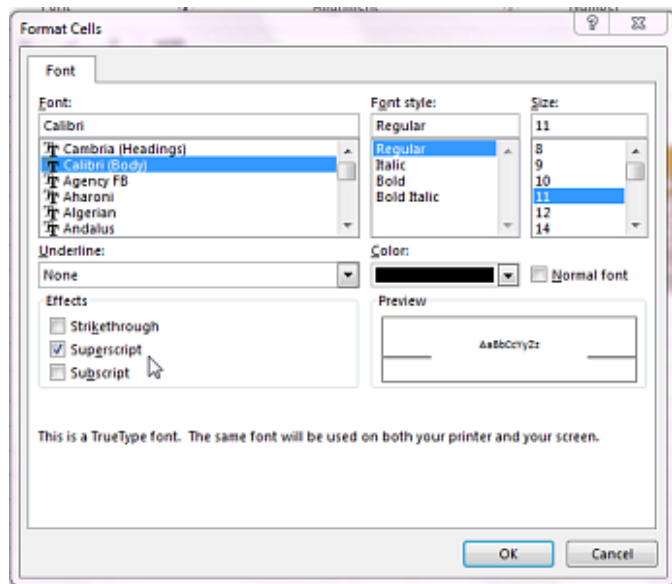 Format Cells
Font
Font:
Font style:
Size:
Calibri
Regular
11
Cambria (Headings)
Calibri (Body)
Agency FB
Aharoni
Algerian
Andalus
Regular
Italic
Bold
Bold Italic
8
9
10
11
12
14
Underline:
Color:
None
Normal font
Effects
Preview
Strikethrough
Superscript
Subscript
AaBbCcYyZz
This is a TrueType font. The same font will be used on both your printer and your screen.
OK
Cancel